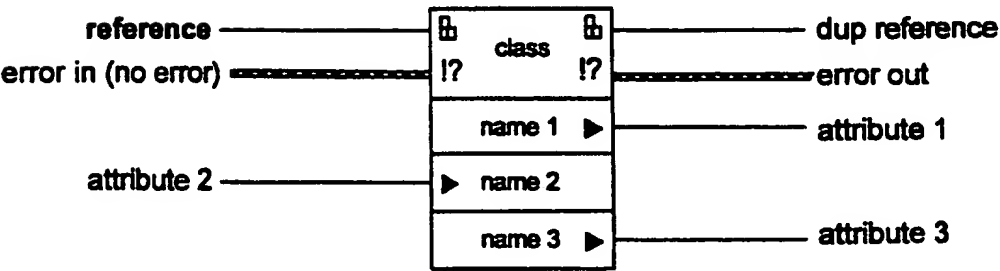 reference class dup reference
error in (no error) !? !? error out
name 1 attribute 1
attribute 2 name 2
name 3 attribute 3